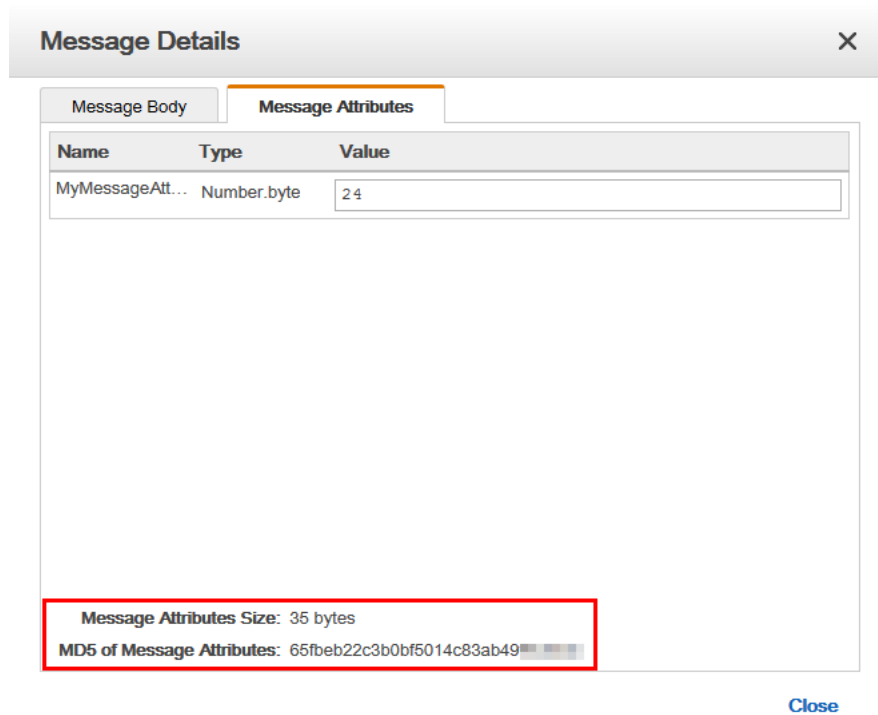 Message Details
Message Body Message Attributes
Name Type Value
MyMessageAtt... Number.byte 24
Message Attributes Size: 35 bytes
MD5 of Message Attributes: 65fbeb22c3b0bf5014c83ab49
Close